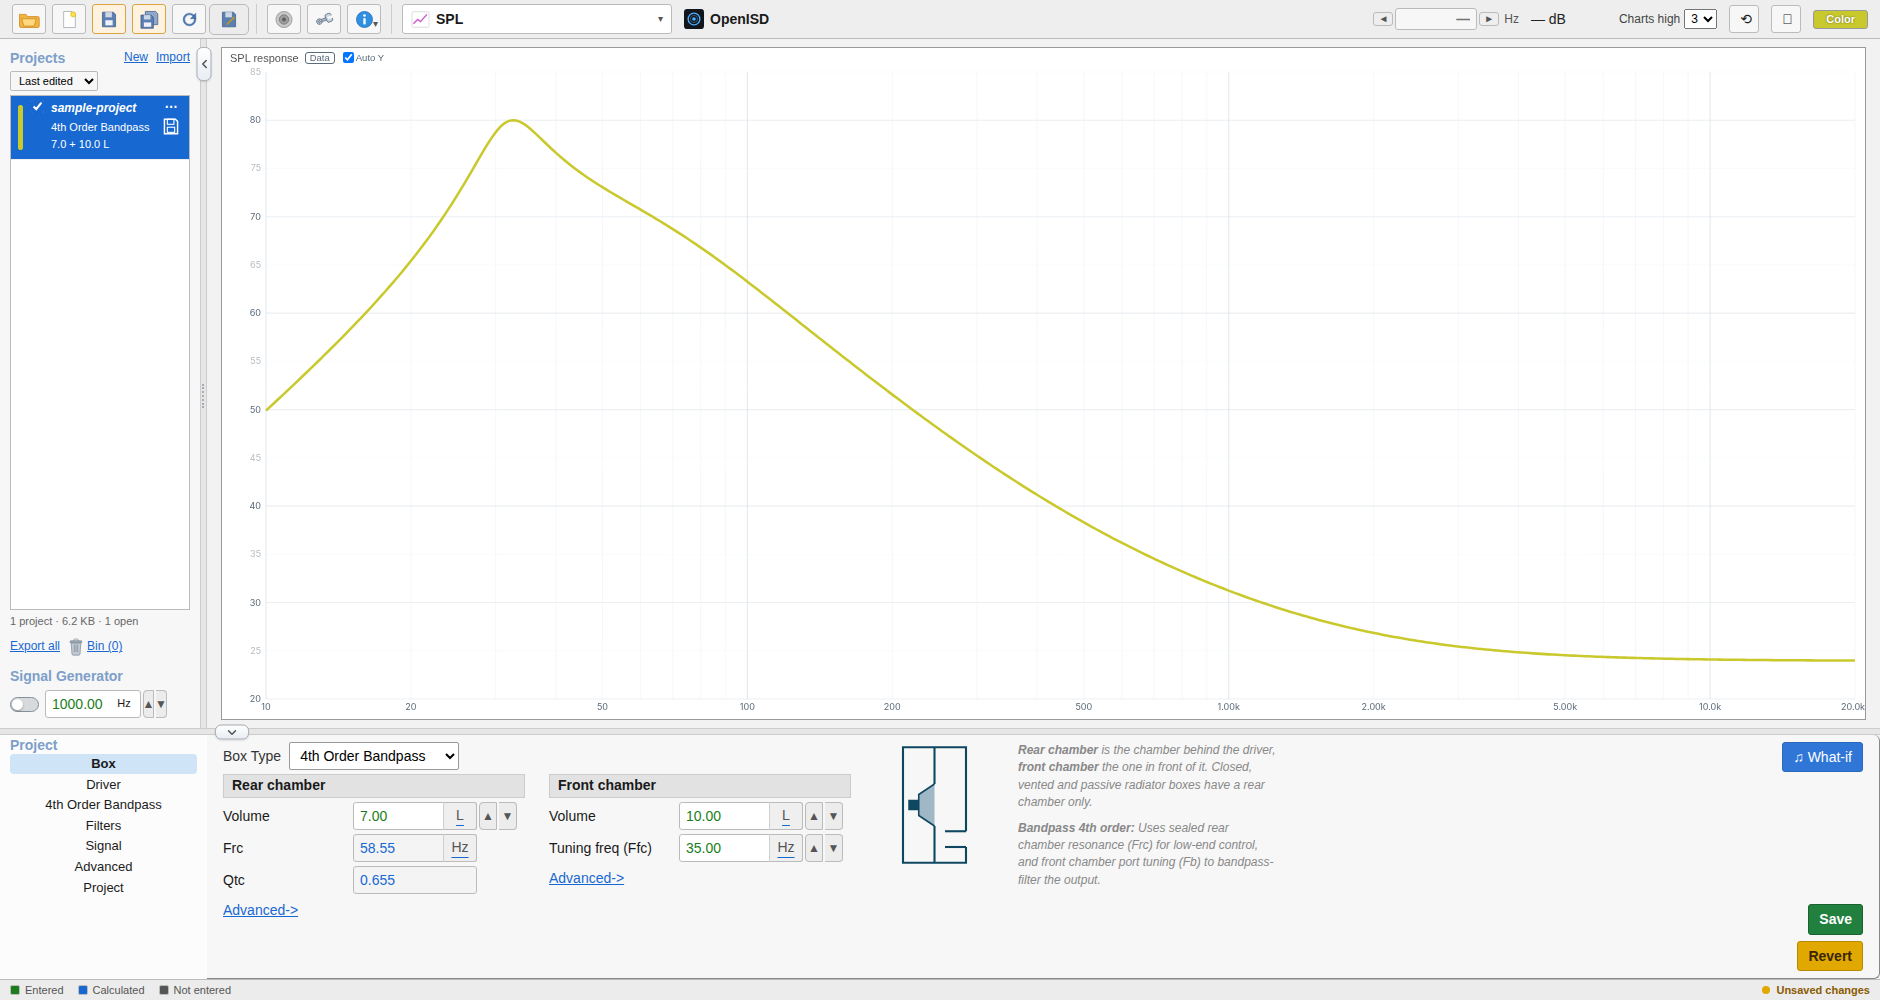 SPL
OpenISD
— Hz — dB
Charts high 3
Color
Projects New Import
Last edited
sample-project
4th Order Bandpass
7.0 + 10.0 L
1 project · 6.2 KB · 1 open
Export all Bin (0)
Signal Generator
1000.00 Hz
SPL response Data Auto Y
85
80
75
70
65
60
55
50
45
40
35
30
25
20
10 20 50 100 200 500 1.00k 2.00k 5.00k 10.0k 20.0k
Project
Box
Driver
4th Order Bandpass
Filters
Signal
Advanced
Project
Box Type 4th Order Bandpass
Rear chamber
Volume 7.00 L
Frc 58.55 Hz
Qtc 0.655
Advanced->
Front chamber
Volume 10.00 L
Tuning freq (Ffc) 35.00 Hz
Advanced->
Rear chamber is the chamber behind the driver,
front chamber the one in front of it. Closed,
vented and passive radiator boxes have a rear
chamber only.
Bandpass 4th order: Uses sealed rear
chamber resonance (Frc) for low-end control,
and front chamber port tuning (Fb) to bandpass-
filter the output.
♫ What-if
Save
Revert
Entered Calculated Not entered
Unsaved changes